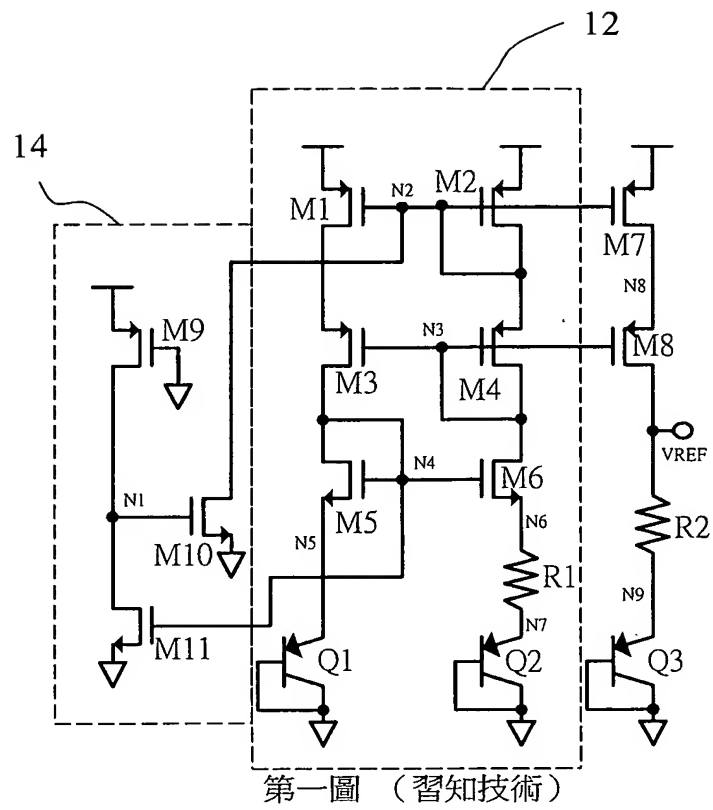 12
14
M1
N2
M2
M7
N8
M9
M3
N3
M4
M8
VREF
N1
M10
M5
N4
M6
N5
N6
R1
R2
M11
N7
N9
Q1
Q2
Q3
第一圖 （習知技術）